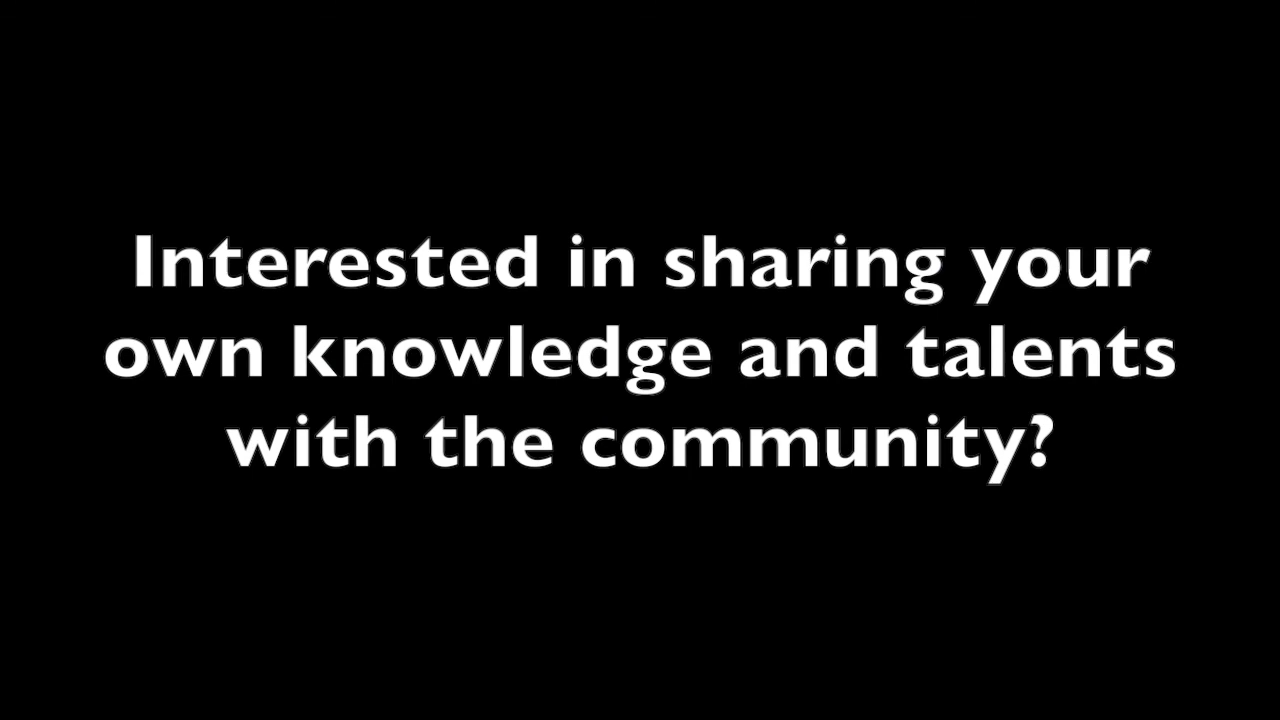 Interested in sharing your
own knowledge and talents
with the community?